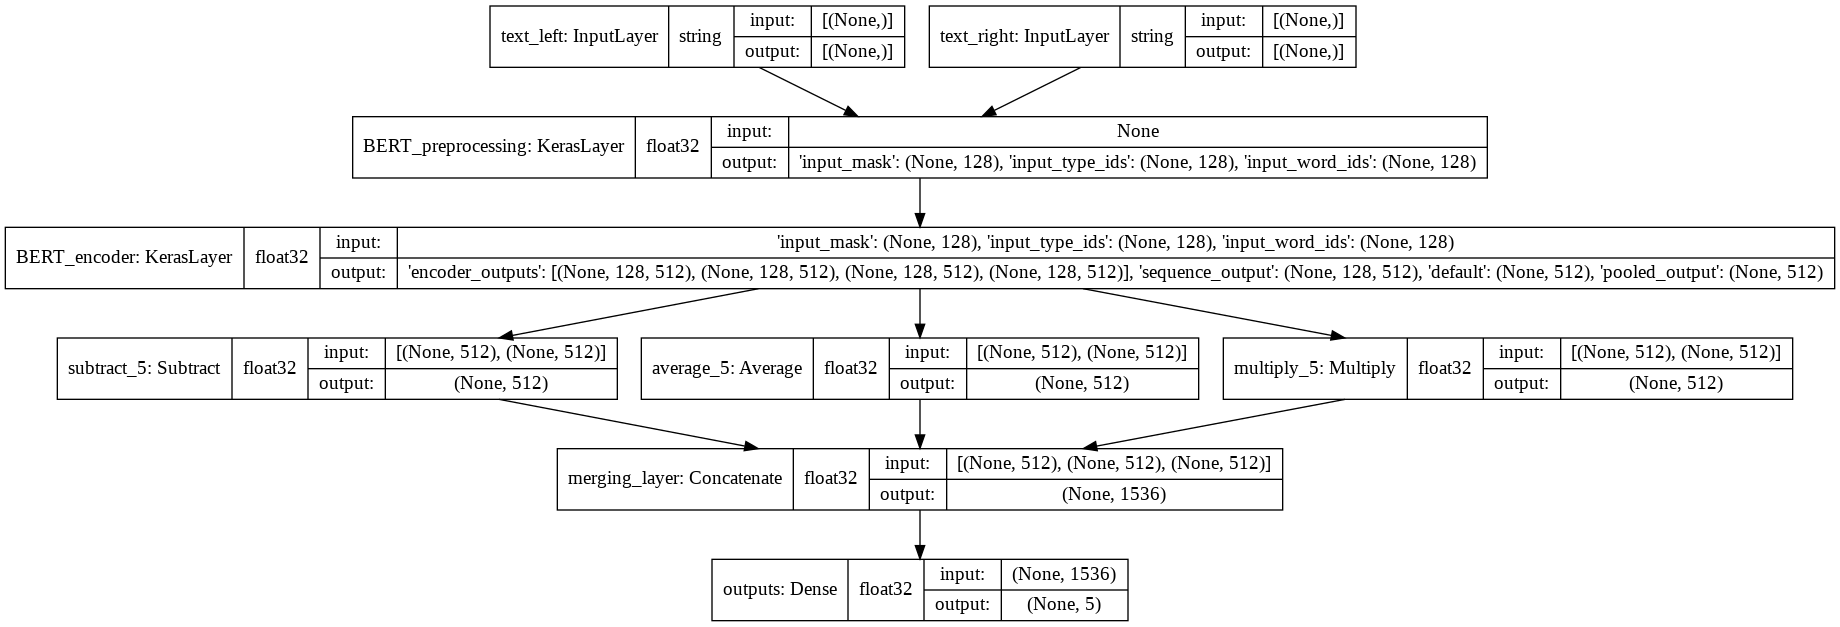 text_left: InputLayer string input: [(None,)] output: [(None,)]
text_right: InputLayer string input: [(None,)] output: [(None,)]
BERT_preprocessing: KerasLayer float32 input: None
output: 'input_mask': (None, 128), 'input_type_ids': (None, 128), 'input_word_ids': (None, 128)
BERT_encoder: KerasLayer float32 input: 'input_mask': (None, 128), 'input_type_ids': (None, 128), 'input_word_ids': (None, 128)
output: 'encoder_outputs': [(None, 128, 512), (None, 128, 512), (None, 128, 512), (None, 128, 512)], 'sequence_output': (None, 128, 512), 'default': (None, 512), 'pooled_output': (None, 512)
subtract_5: Subtract float32 input: [(None, 512), (None, 512)] output: (None, 512)
average_5: Average float32 input: [(None, 512), (None, 512)] output: (None, 512)
multiply_5: Multiply float32 input: [(None, 512), (None, 512)] output: (None, 512)
merging_layer: Concatenate float32 input: [(None, 512), (None, 512), (None, 512)]
output: (None, 1536)
outputs: Dense float32 input: (None, 1536)
output: (None, 5)